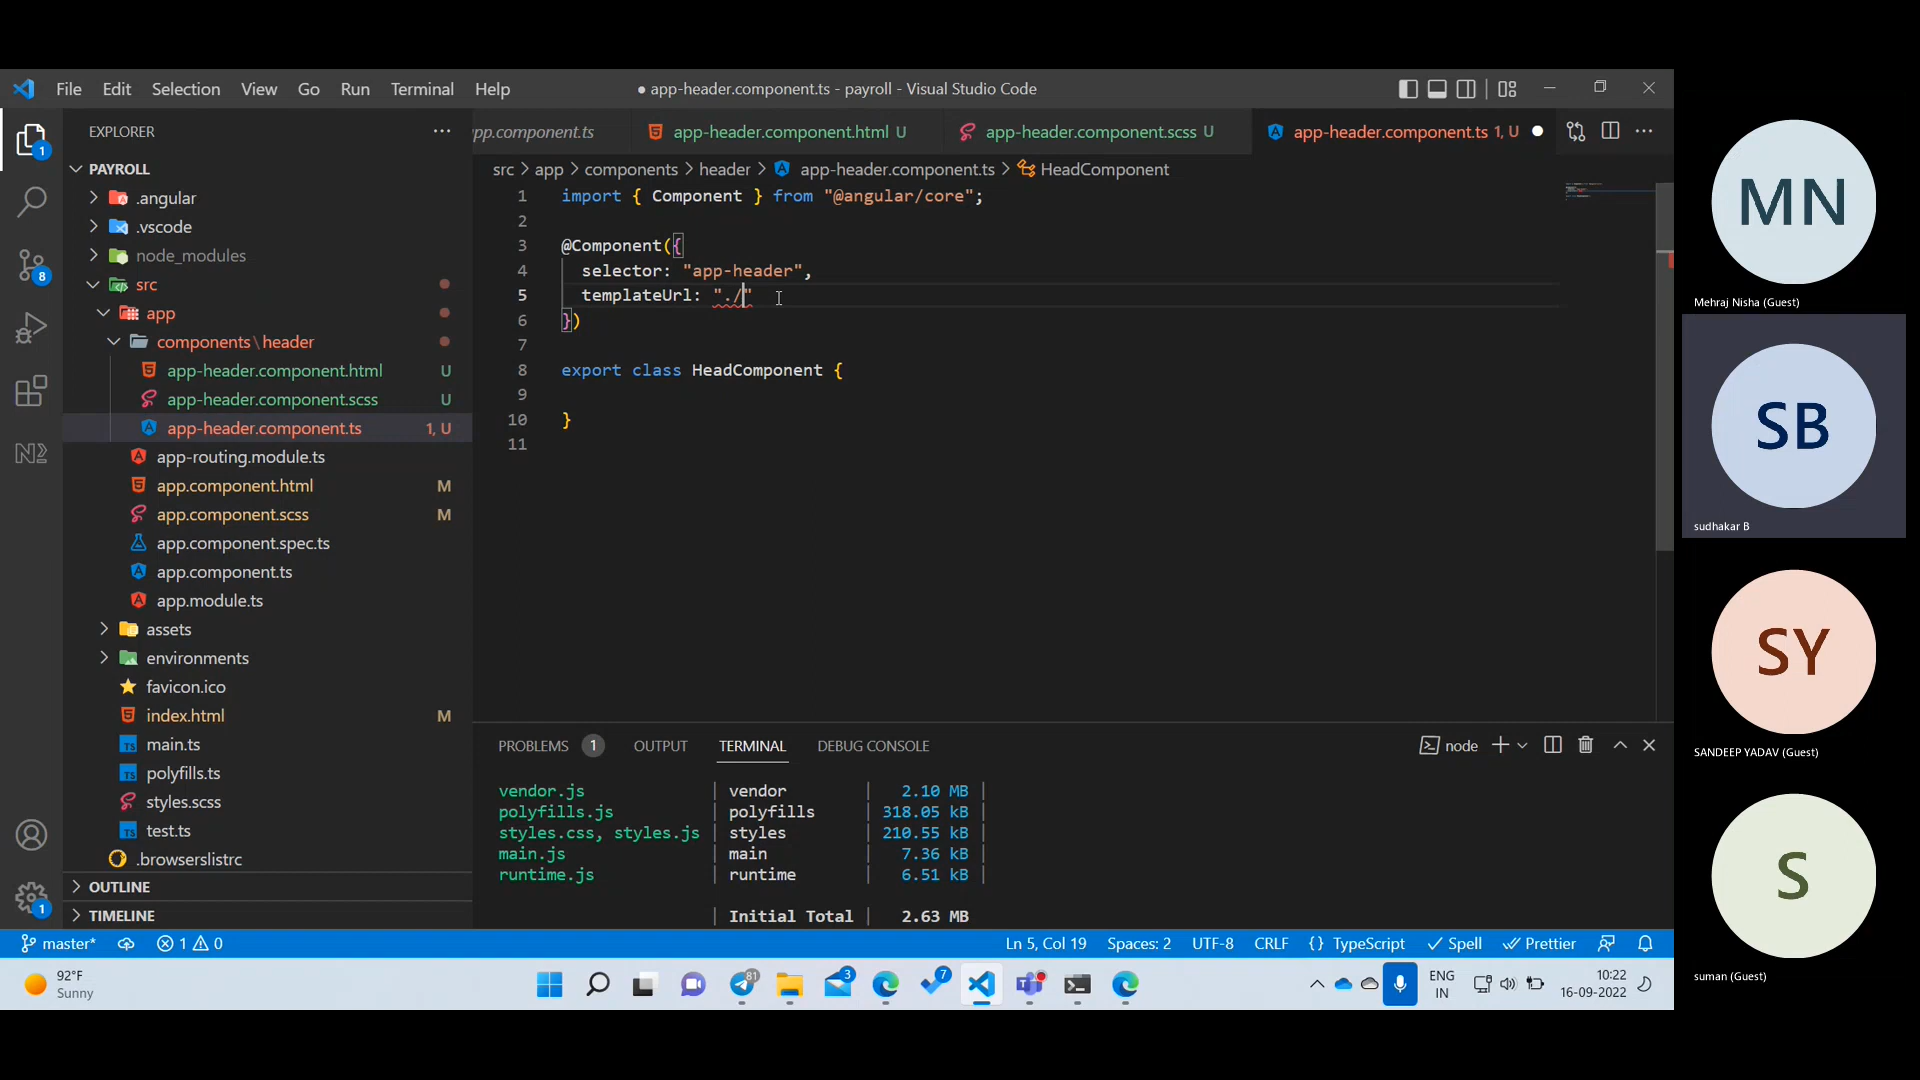 File Edit Selection View Go Run Terminal Help
● app-header.component.ts - payroll - Visual Studio Code
EXPLORER
pp.component.ts
app-header.component.html U
app-header.component.scss U
app-header.component.ts 1, U
PAYROLL
src > app > components > header > app-header.component.ts > HeadComponent
.angular
.vscode
node_modules
src
app
components\header
app-header.component.html U
app-header.component.scss U
app-header.component.ts 1, U
app-routing.module.ts
app.component.html M
app.component.scss M
app.component.spec.ts
app.component.ts
app.module.ts
assets
environments
favicon.ico
index.html M
main.ts
polyfills.ts
styles.scss
test.ts
.browserslistrc
OUTLINE
TIMELINE
1
8
1
1 import { Component } from "@angular/core";
2
3 @Component({
4 selector: "app-header",
5 templateUrl: "./"
6 })
7
8 export class HeadComponent {
9
10 }
11
PROBLEMS 1 OUTPUT TERMINAL DEBUG CONSOLE
node
vendor.js | vendor | 2.10 MB |
polyfills.js | polyfills | 318.05 kB |
styles.css, styles.js | styles | 210.55 kB |
main.js | main | 7.36 kB |
runtime.js | runtime | 6.51 kB |
| Initial Total | 2.63 MB
master* 1 0
Ln 5, Col 19 Spaces: 2 UTF-8 CRLF {} TypeScript Spell Prettier
92°F
Sunny
81
3
7
ENG
IN
10:22
16-09-2022
MN
Mehraj Nisha (Guest)
SB
sudhakar B
SY
SANDEEP YADAV (Guest)
S
suman (Guest)